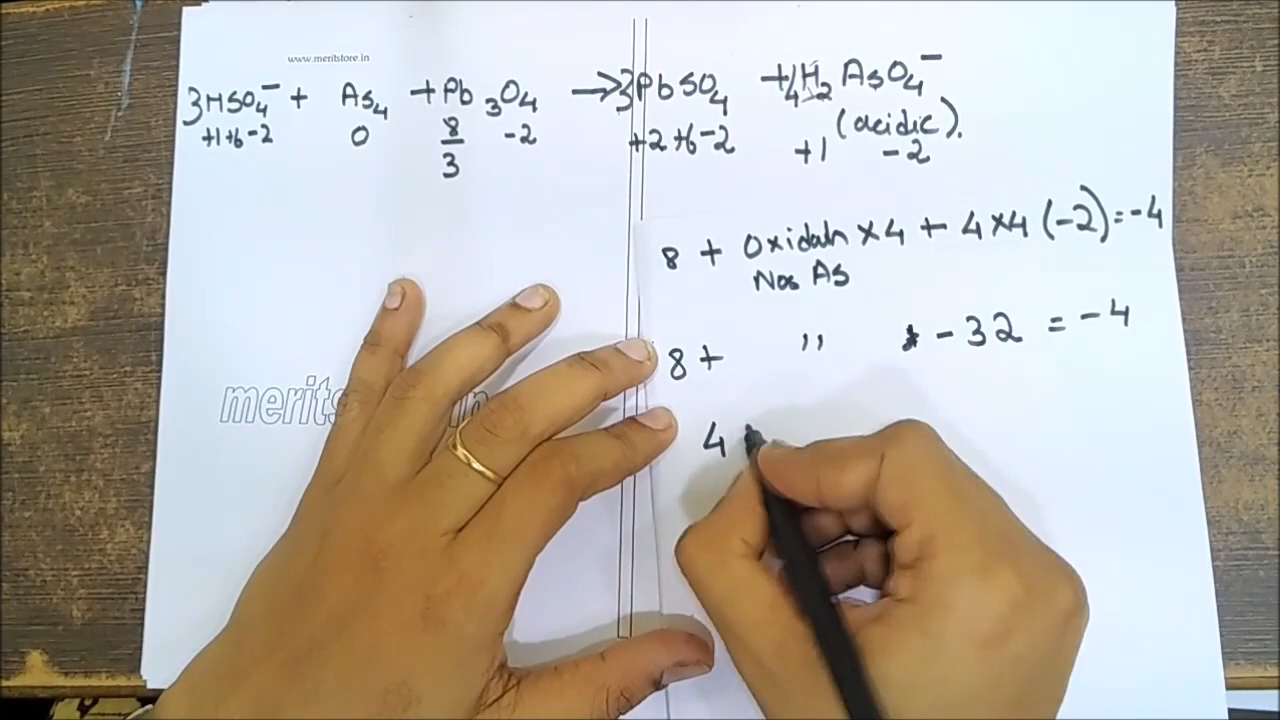 www.meritstore.in
3HSO₄⁻ + As₄ + Pb₃O₄ → 3PbSO₄ + 4H₂AsO₄⁻
+1 +6 -2 0 8/3 -2 +2 +6 -2 +1 -2
(acidic).
8 + Oxidatn ×4 + 4×4 (-2) = -4
Nos As
8 + " - 32 = -4
4
merits in